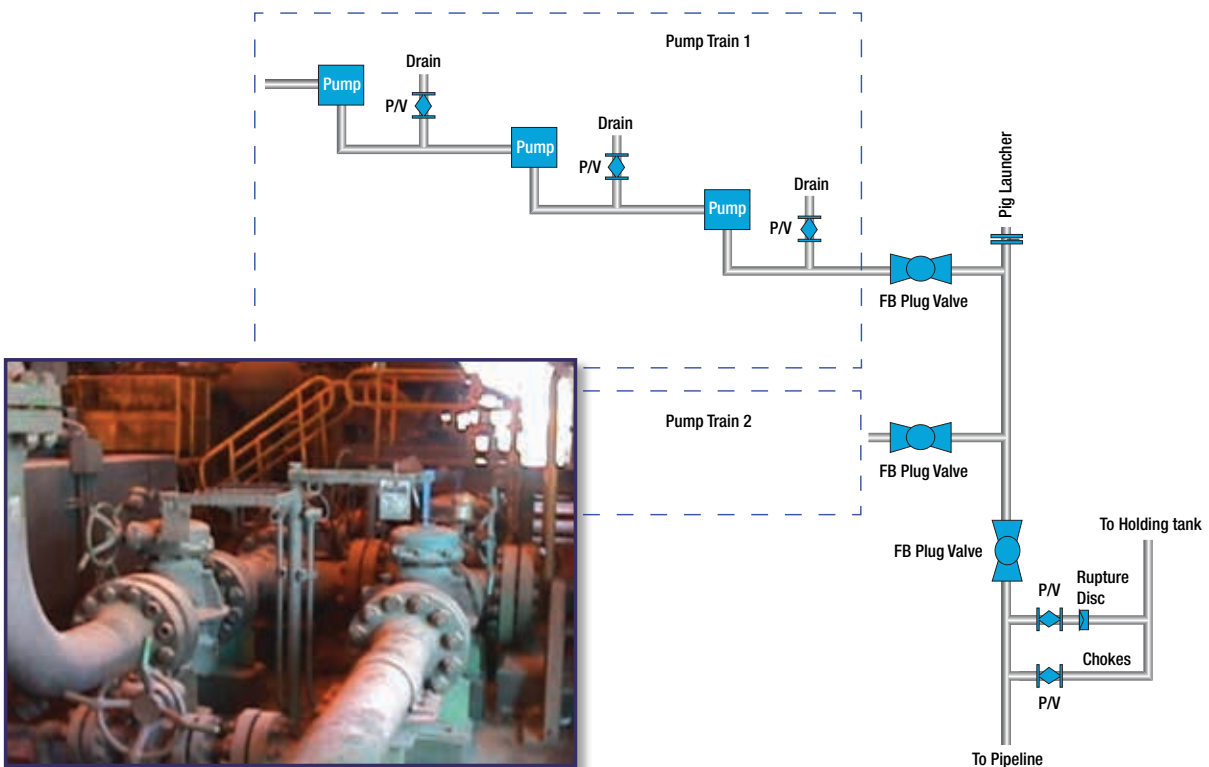 Pump Train 1
Drain
Pump
P/V
Drain
Pump
P/V
Drain
Pump
P/V
Pig Launcher
FB Plug Valve
Pump Train 2
FB Plug Valve
FB Plug Valve
To Holding tank
P/V
Rupture
Disc
Chokes
P/V
To Pipeline